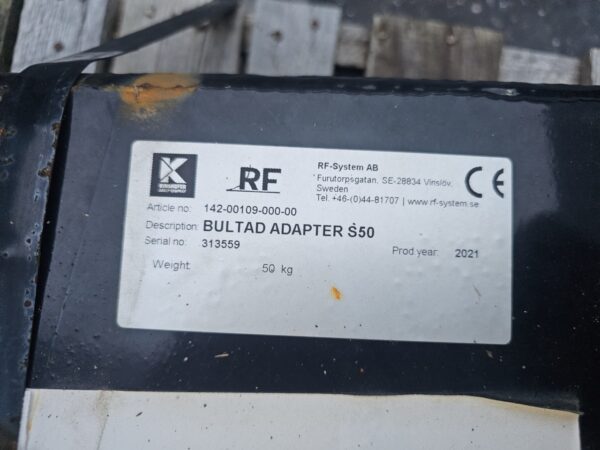 K
KINSHOFER
RF
RF-System AB
Furutorpsgatan, SE-28834 Vinslöv,
Sweden
Tel. +46-(0)44-81707 | www.rf-system.se
CE
Article no: 142-00109-000-00
Description: BULTAD ADAPTER S50
Serial no: 313559
Prod.year: 2021
Weight: 50 kg